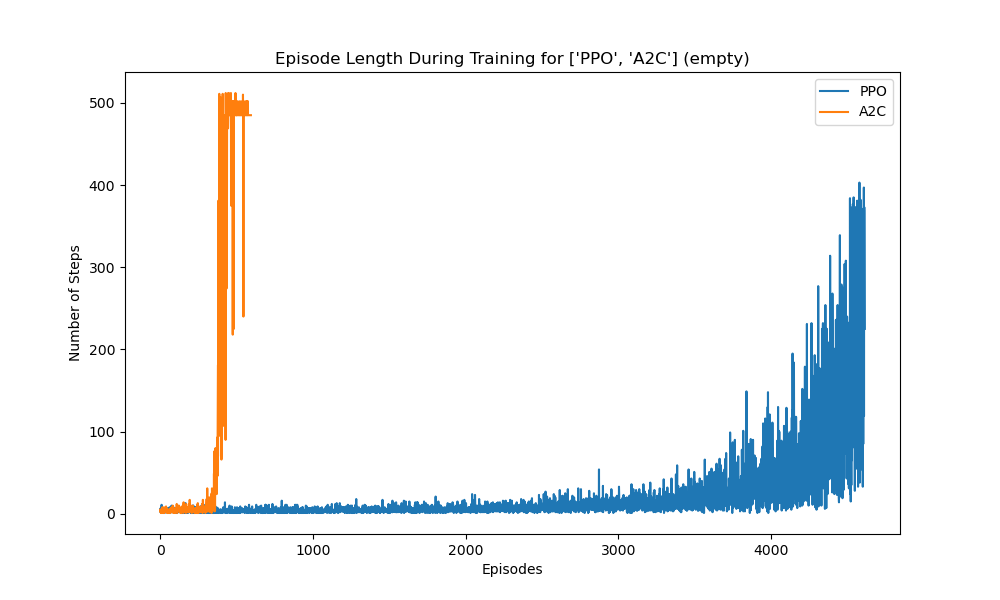 Episode Length During Training for ['PPO', 'A2C'] (empty)
PPO
A2C
500
400
300
200
100
0
Number of Steps
0 1000 2000 3000 4000
Episodes